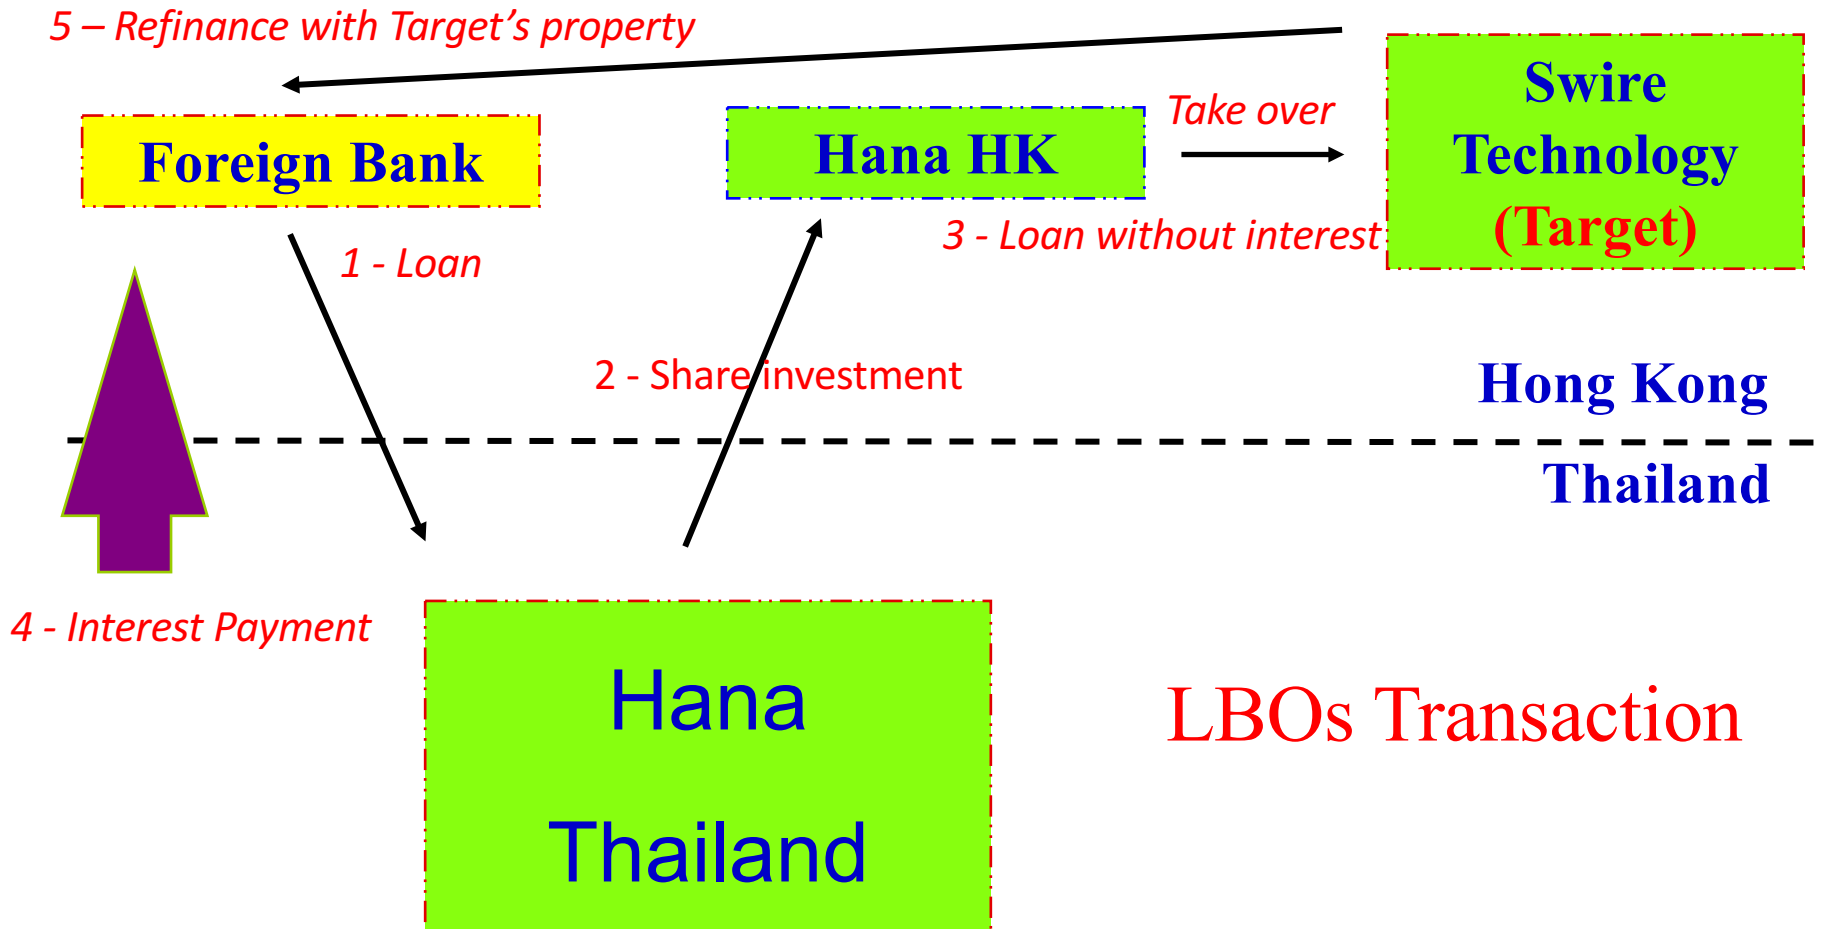 5 – Refinance with Target's property
Foreign Bank
Hana HK
Take over
Swire
Technology
(Target)
1 - Loan
3 - Loan without interest
2 - Share investment
Hong Kong
Thailand
4 - Interest Payment
Hana
Thailand
LBOs Transaction